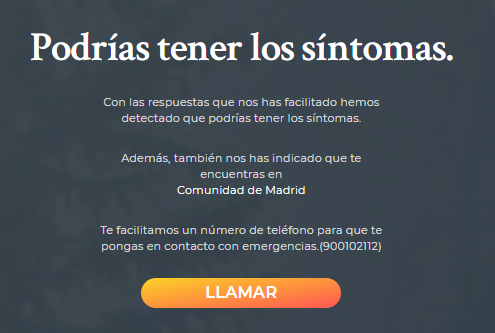 Podrías tener los síntomas.
Con las respuestas que nos has facilitado hemos
detectado que podrías tener los síntomas.
Además, también nos has indicado que te
encuentras en
Comunidad de Madrid
Te facilitamos un número de teléfono para que te
pongas en contacto con emergencias.(900102112)
LLAMAR